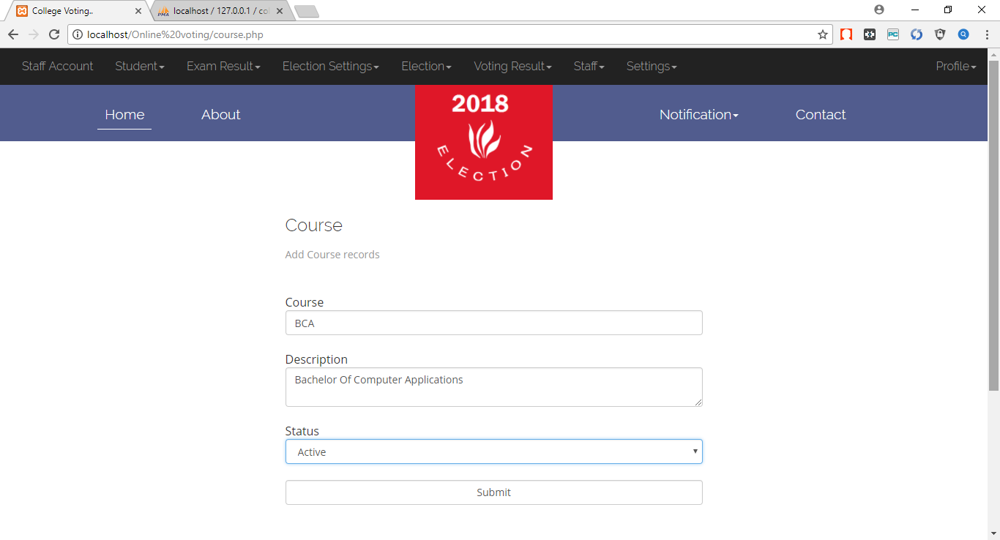 College Voting..
localhost / 127.0.0.1 / col
localhost/Online%20voting/course.php
Staff Account Student Exam Result Election Settings Election Voting Result Staff Settings Profile
Home About Notification Contact
2018
ELECTION
Course
Add Course records
Course
BCA
Description
Bachelor Of Computer Applications
Status
Active
Submit